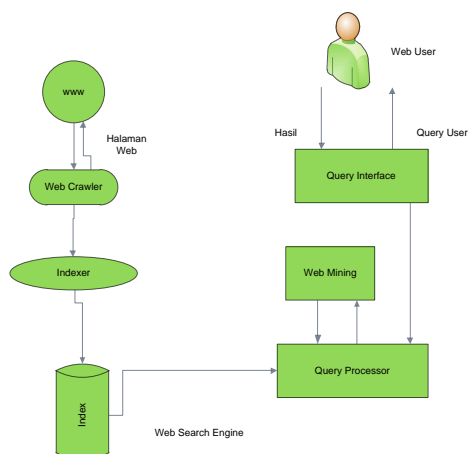 Web User
www
Halaman
Web
Hasil
Query User
Web Crawler
Query Interface
Indexer
Web Mining
Query Processor
Index
Web Search Engine